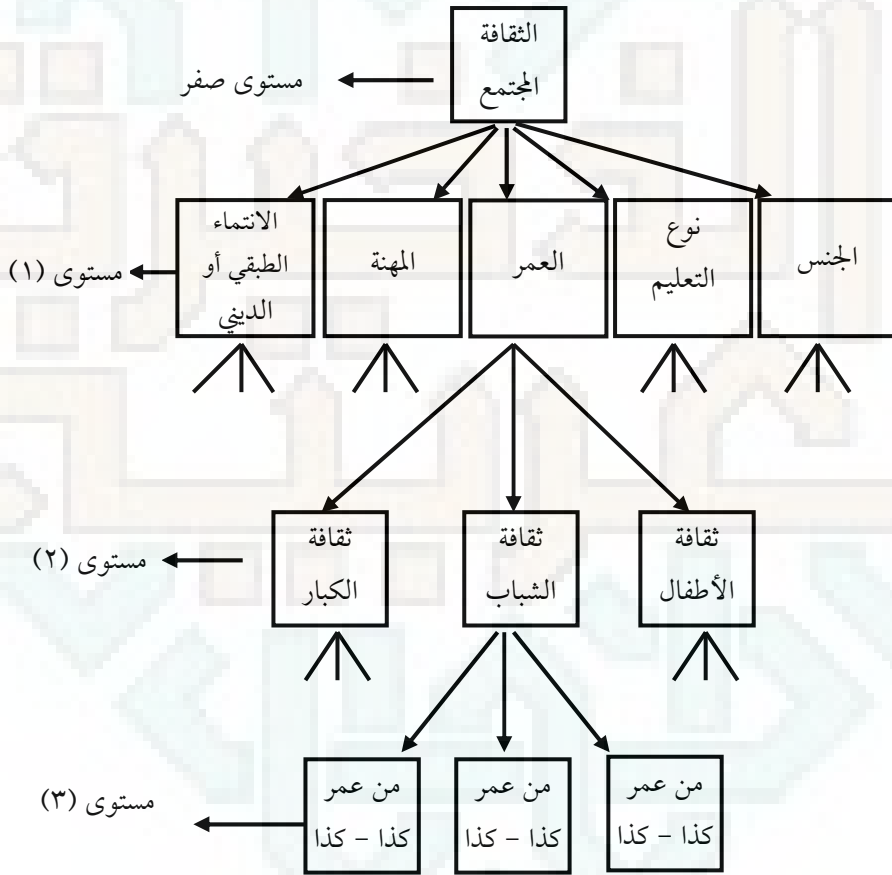 الثقافة
المجتمع
مستوى صفر
الجنس
نوع
التعليم
العمر
المهنة
الانتماء
الطبقي أو
الديني
مستوى (١)
ثقافة
الأطفال
ثقافة
الشباب
ثقافة
الكبار
مستوى (٢)
من عمر
كذا – كذا
من عمر
كذا – كذا
من عمر
كذا – كذا
مستوى (٣)